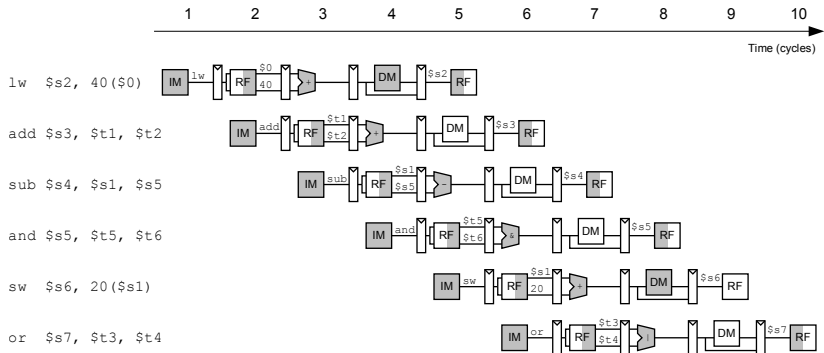 1 2 3 4 5 6 7 8 9 10
Time (cycles)
lw $s2, 40($0) IM lw RF $0 40 + DM $s2 RF
add $s3, $t1, $t2 IM add RF $t1 $t2 + DM $s3 RF
sub $s4, $s1, $s5 IM sub RF $s1 $s5 - DM $s4 RF
and $s5, $t5, $t6 IM and RF $t5 $t6 & DM $s5 RF
sw $s6, 20($s1) IM sw RF $s1 20 + DM $s6 RF
or $s7, $t3, $t4 IM or RF $t3 $t4 | DM $s7 RF